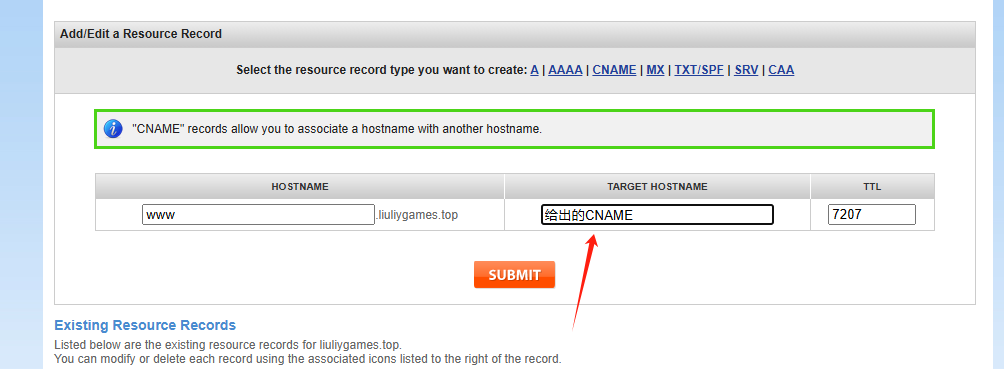 Add/Edit a Resource Record
Select the resource record type you want to create: A | AAAA | CNAME | MX | TXT/SPF | SRV | CAA
"CNAME" records allow you to associate a hostname with another hostname.
HOSTNAME TARGET HOSTNAME TTL
www .liuliygames.top 给出的CNAME 7207
SUBMIT
Existing Resource Records
Listed below are the existing resource records for liuliygames.top.
You can modify or delete each record using the associated icons listed to the right of the record.